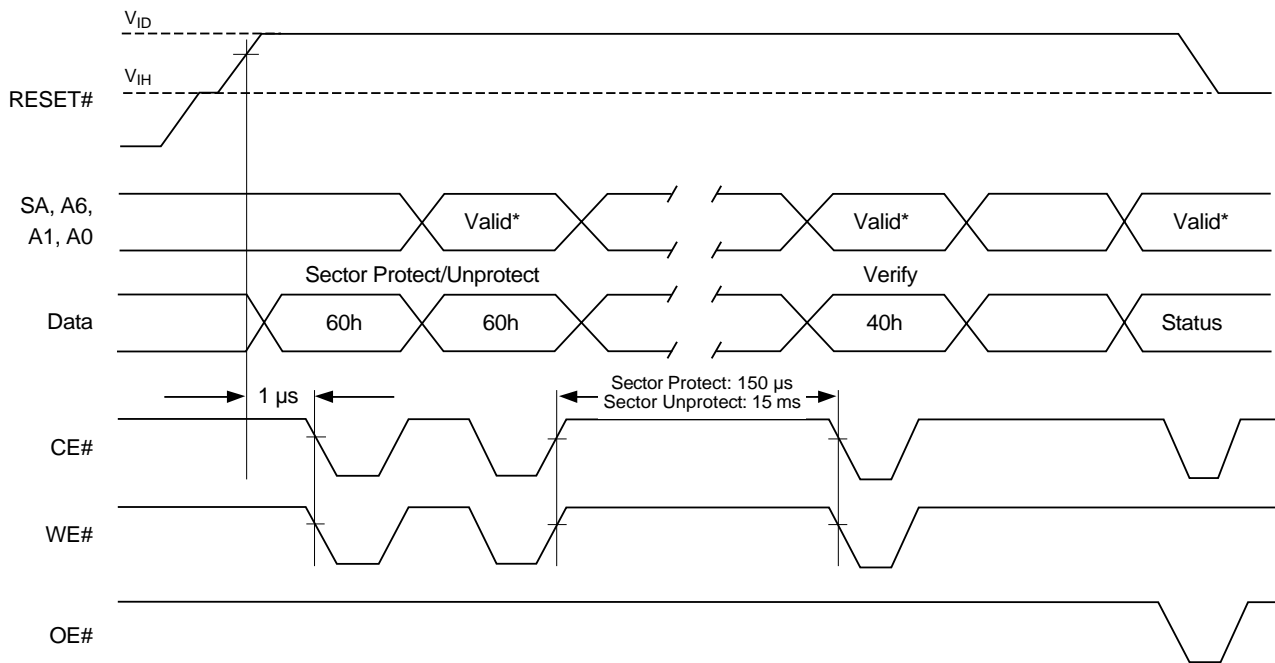 VID
VIH
RESET#
SA, A6,
A1, A0
Valid*
Valid*
Valid*
Sector Protect/Unprotect
Verify
Data
60h
60h
40h
Status
1 µs
Sector Protect: 150 µs
Sector Unprotect: 15 ms
CE#
WE#
OE#